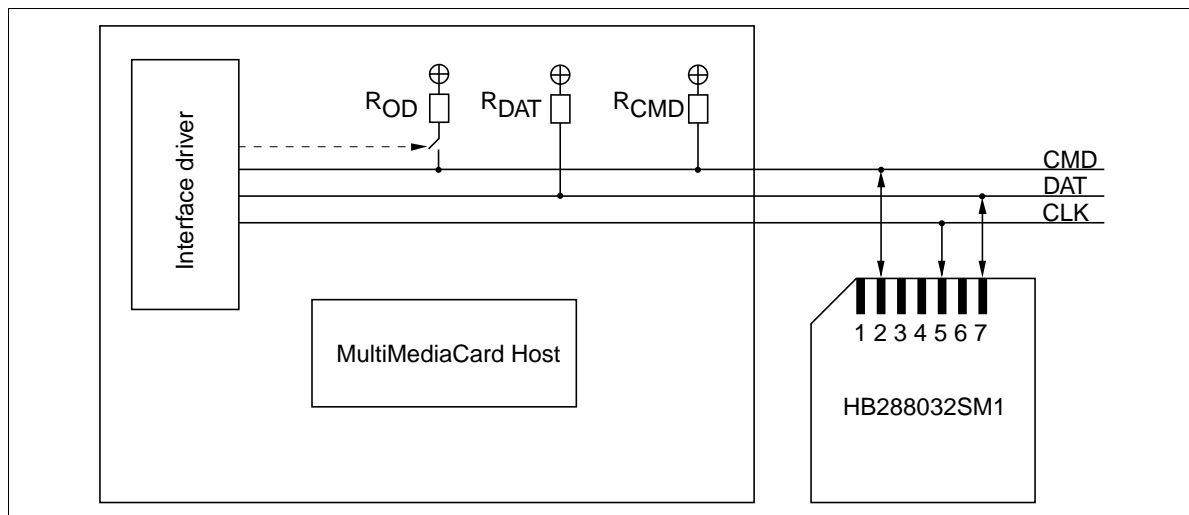 Interface driver
ROD
RDAT
RCMD
CMD
DAT
CLK
1 2 3 4 5 6 7
MultiMediaCard Host
HB288032SM1